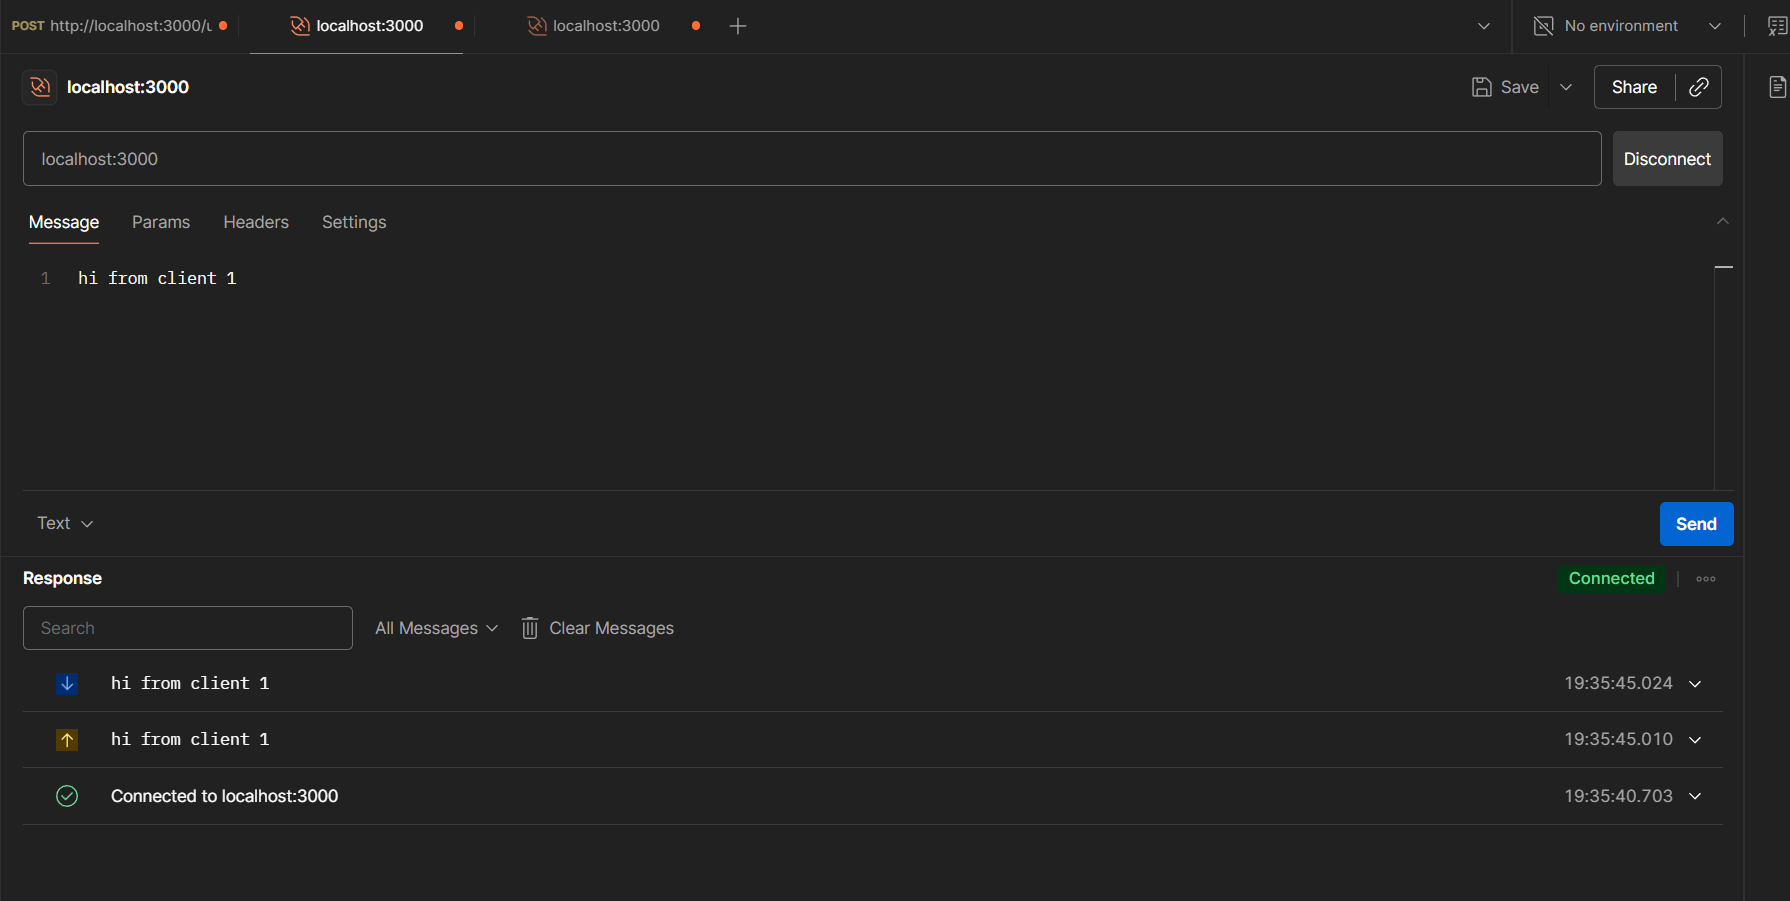 POST http://localhost:3000/u
localhost:3000
localhost:3000
No environment
localhost:3000
Save
Share
localhost:3000
Disconnect
Message Params Headers Settings
1 hi from client 1
Text
Send
Response
Connected
Search
All Messages
Clear Messages
hi from client 1 19:35:45.024
hi from client 1 19:35:45.010
Connected to localhost:3000 19:35:40.703